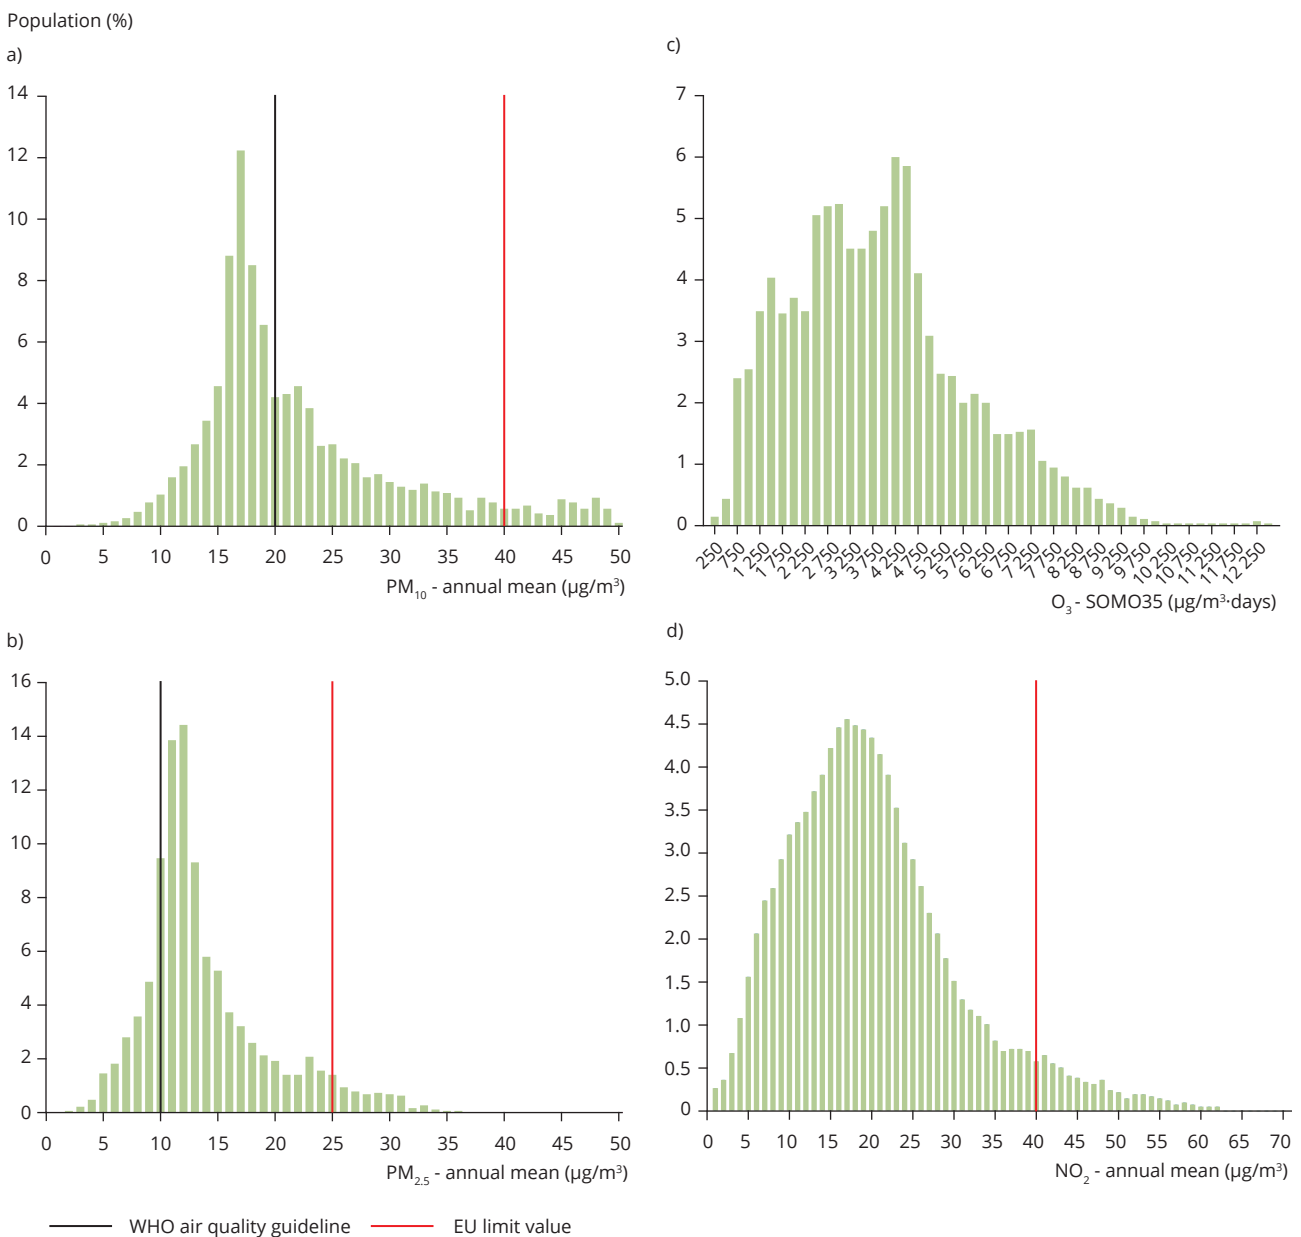 Population (%)
a)
14
12
10
8
6
4
2
0
0 5 10 15 20 25 30 35 40 45 50
PM10 - annual mean (µg/m³)
c)
7
6
5
4
3
2
1
0
250 750 1 250 1 750 2 250 2 750 3 250 3 750 4 250 4 750 5 250 5 750 6 250 6 750 7 250 7 750 8 250 8 750 9 250 9 750 10 250 10 750 11 250 11 750 12 250
O3 - SOMO35 (µg/m³·days)
b)
16
14
12
10
8
6
4
2
0
0 5 10 15 20 25 30 35 40 45 50
PM2.5 - annual mean (µg/m³)
d)
5.0
4.5
4.0
3.5
3.0
2.5
2.0
1.5
1.0
0.5
0
0 5 10 15 20 25 30 35 40 45 50 55 60 65 70
NO2 - annual mean (µg/m³)
WHO air quality guideline EU limit value